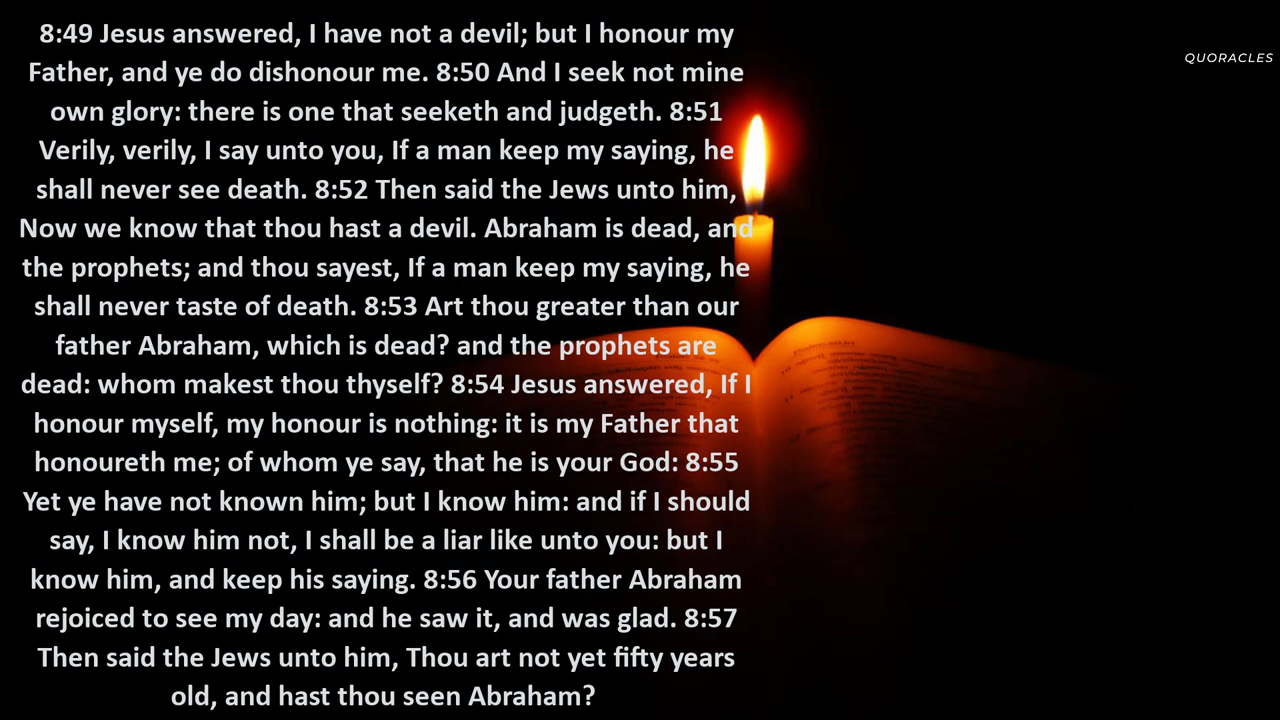 8:49 Jesus answered, I have not a devil; but I honour my
Father, and ye do dishonour me. 8:50 And I seek not mine
own glory: there is one that seeketh and judgeth. 8:51
Verily, verily, I say unto you, If a man keep my saying, he
shall never see death. 8:52 Then said the Jews unto him,
Now we know that thou hast a devil. Abraham is dead, and
the prophets; and thou sayest, If a man keep my saying, he
shall never taste of death. 8:53 Art thou greater than our
father Abraham, which is dead? and the prophets are
dead: whom makest thou thyself? 8:54 Jesus answered, If I
honour myself, my honour is nothing: it is my Father that
honoureth me; of whom ye say, that he is your God: 8:55
Yet ye have not known him; but I know him: and if I should
say, I know him not, I shall be a liar like unto you: but I
know him, and keep his saying. 8:56 Your father Abraham
rejoiced to see my day: and he saw it, and was glad. 8:57
Then said the Jews unto him, Thou art not yet fifty years
old, and hast thou seen Abraham?
QUORACLES